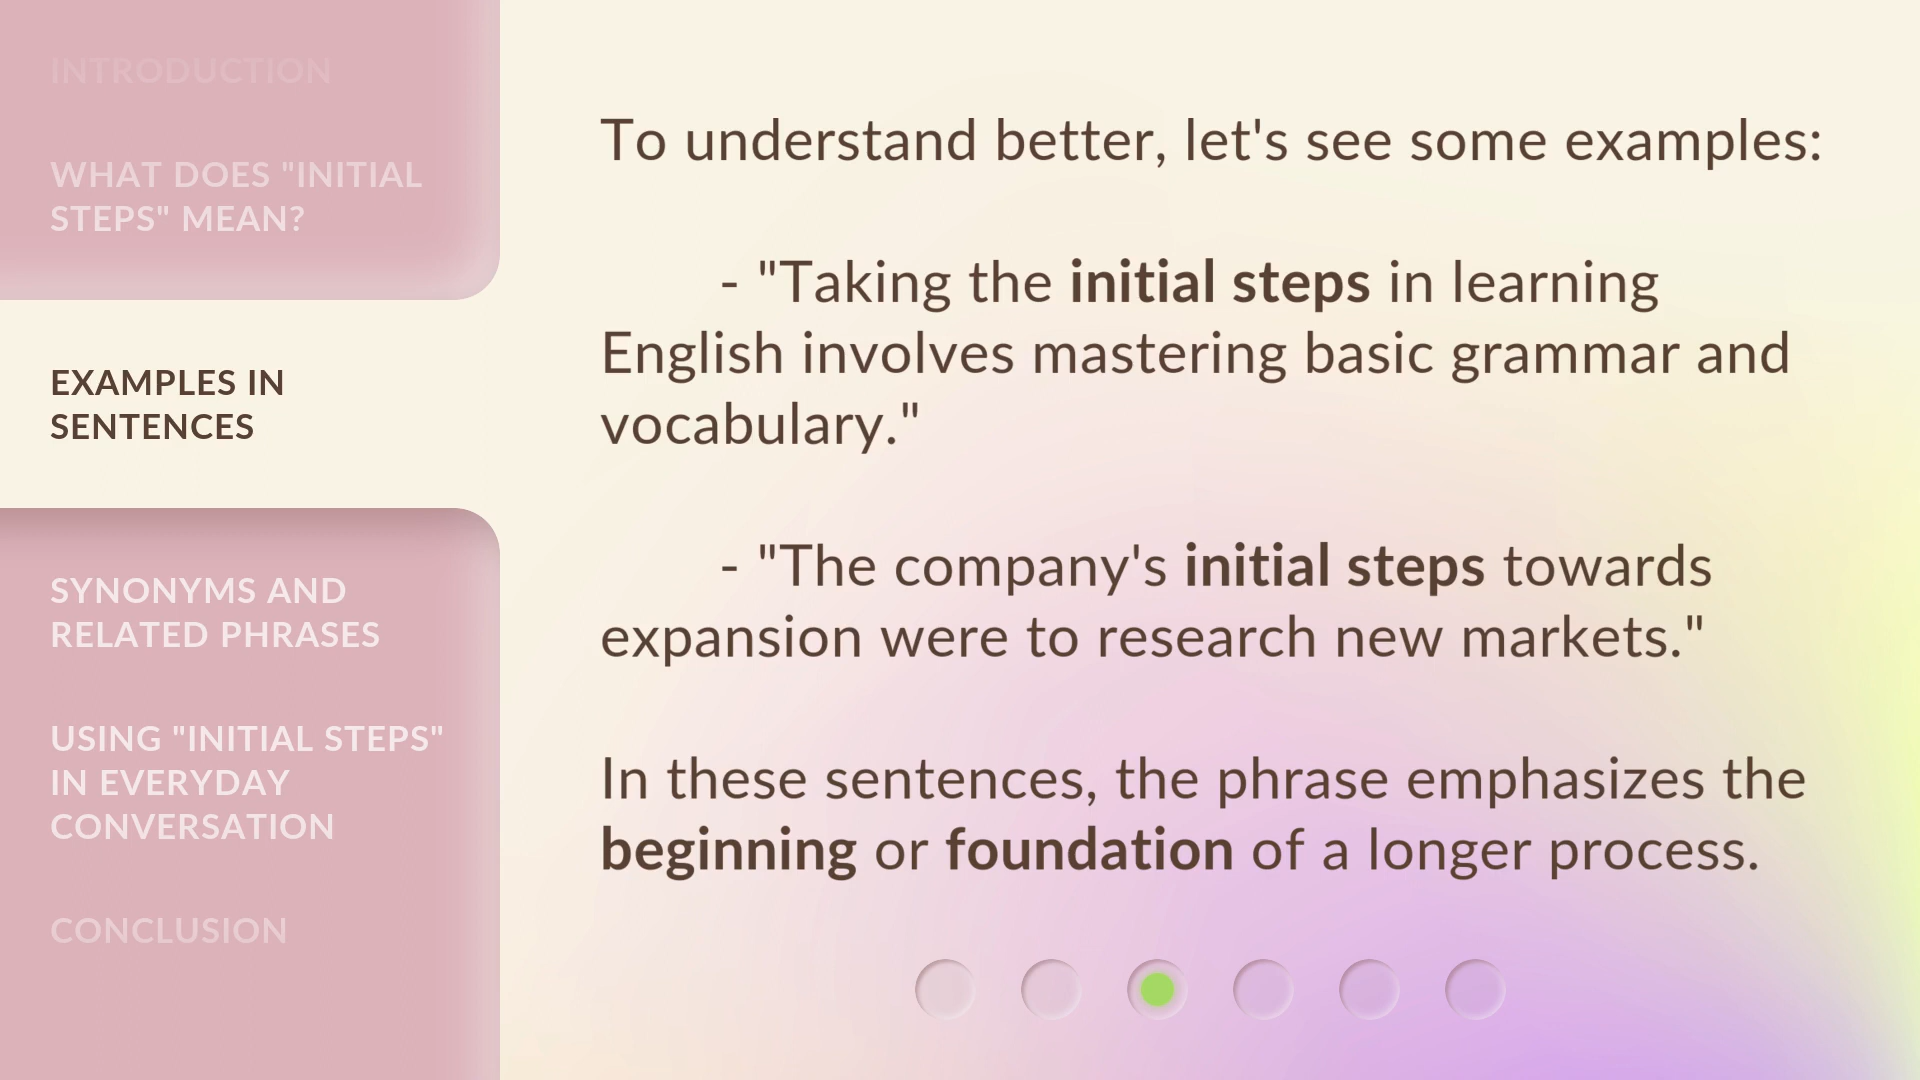 INTRODUCTION
WHAT DOES "INITIAL
STEPS" MEAN?
EXAMPLES IN
SENTENCES
SYNONYMS AND
RELATED PHRASES
USING "INITIAL STEPS"
IN EVERYDAY
CONVERSATION
CONCLUSION
To understand better, let's see some examples:
- "Taking the initial steps in learning
English involves mastering basic grammar and
vocabulary."
- "The company's initial steps towards
expansion were to research new markets."
In these sentences, the phrase emphasizes the
beginning or foundation of a longer process.